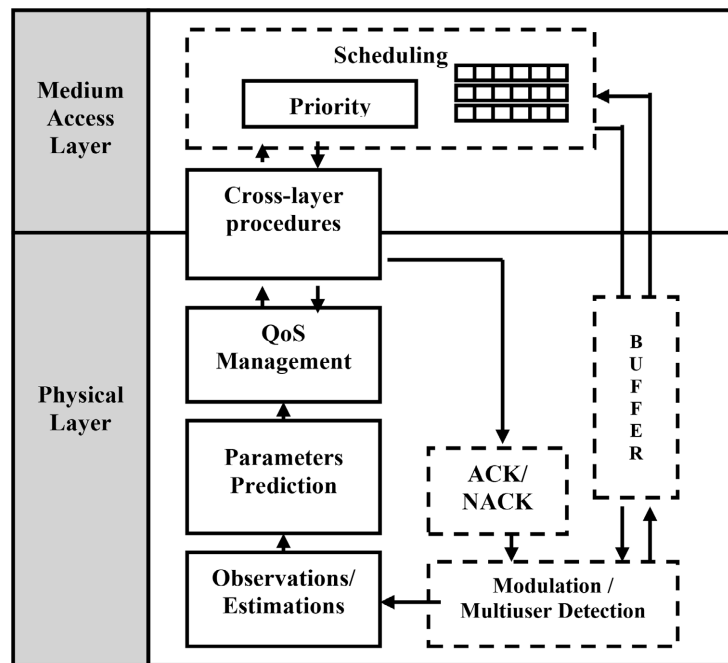 Scheduling
Priority
Medium
Access
Layer
Cross-layer
procedures
QoS
Management
Physical
Layer
Parameters
Prediction
Observations/
Estimations
ACK/
NACK
Modulation /
Multiuser Detection
B
U
F
F
E
R